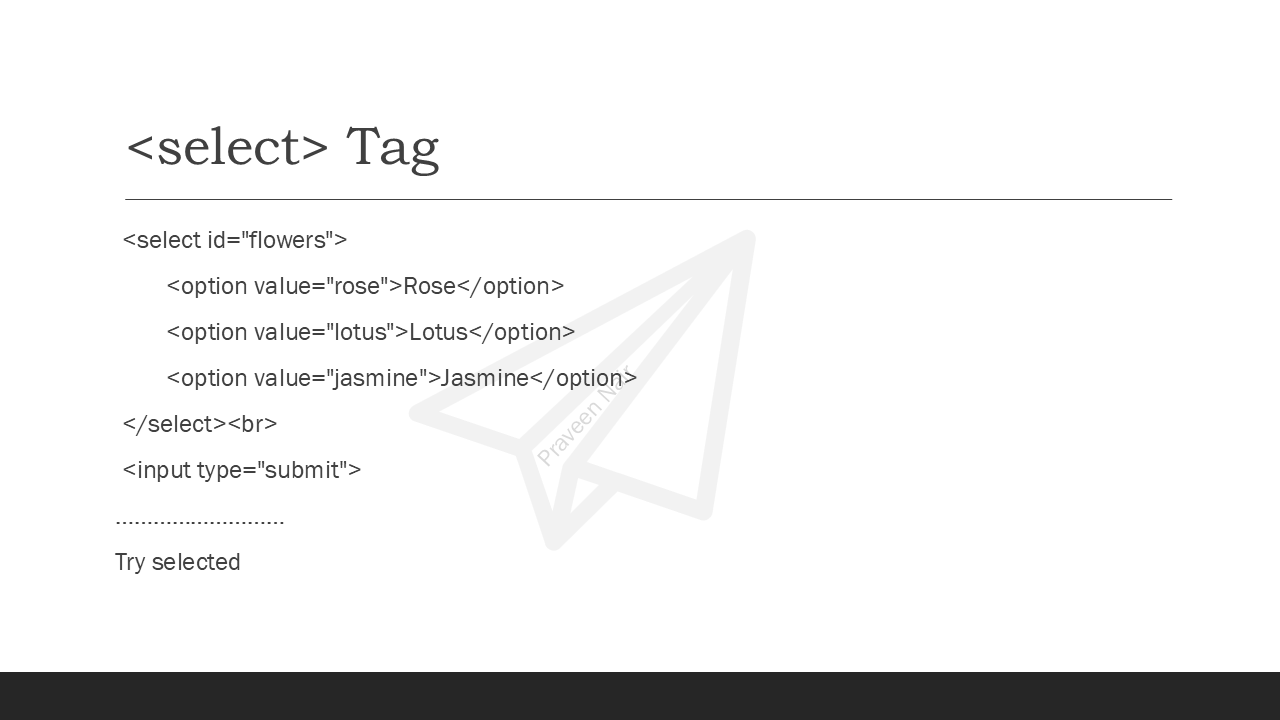 <select> Tag
<select id="flowers">
<option value="rose">Rose</option>
<option value="lotus">Lotus</option>
<option value="jasmine">Jasmine</option>
</select><br>
<input type="submit">
...........................
Try selected
Praveen